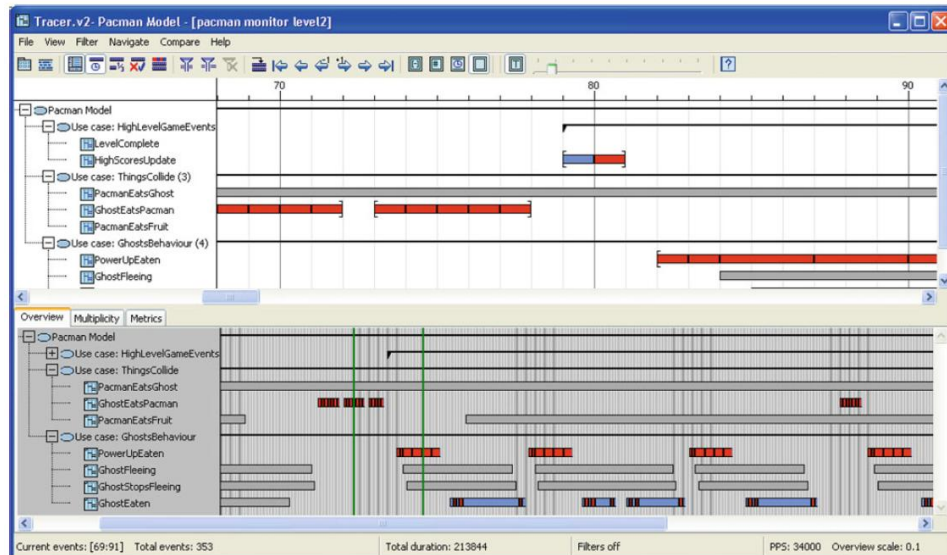 Tracer.v2- Pacman Model - [pacman monitor level2]
File View Filter Navigate Compare Help
70 80 90
Pacman Model
Use case: HighLevelGameEvents
LevelComplete
HighScoresUpdate
Use case: ThingsCollide (3)
PacmanEatsGhost
GhostEatsPacman
PacmanEatsFruit
Use case: GhostsBehaviour (4)
PowerUpEaten
GhostFleeing
Overview Multiplicity Metrics
Pacman Model
Use case: HighLevelGameEvents
Use case: ThingsCollide
PacmanEatsGhost
GhostEatsPacman
PacmanEatsFruit
Use case: GhostsBehaviour
PowerUpEaten
GhostFleeing
GhostStopsFleeing
GhostEaten
Current events: [69:91] Total events: 353 Total duration: 213844 Filters off PPS: 34000 Overview scale: 0.1